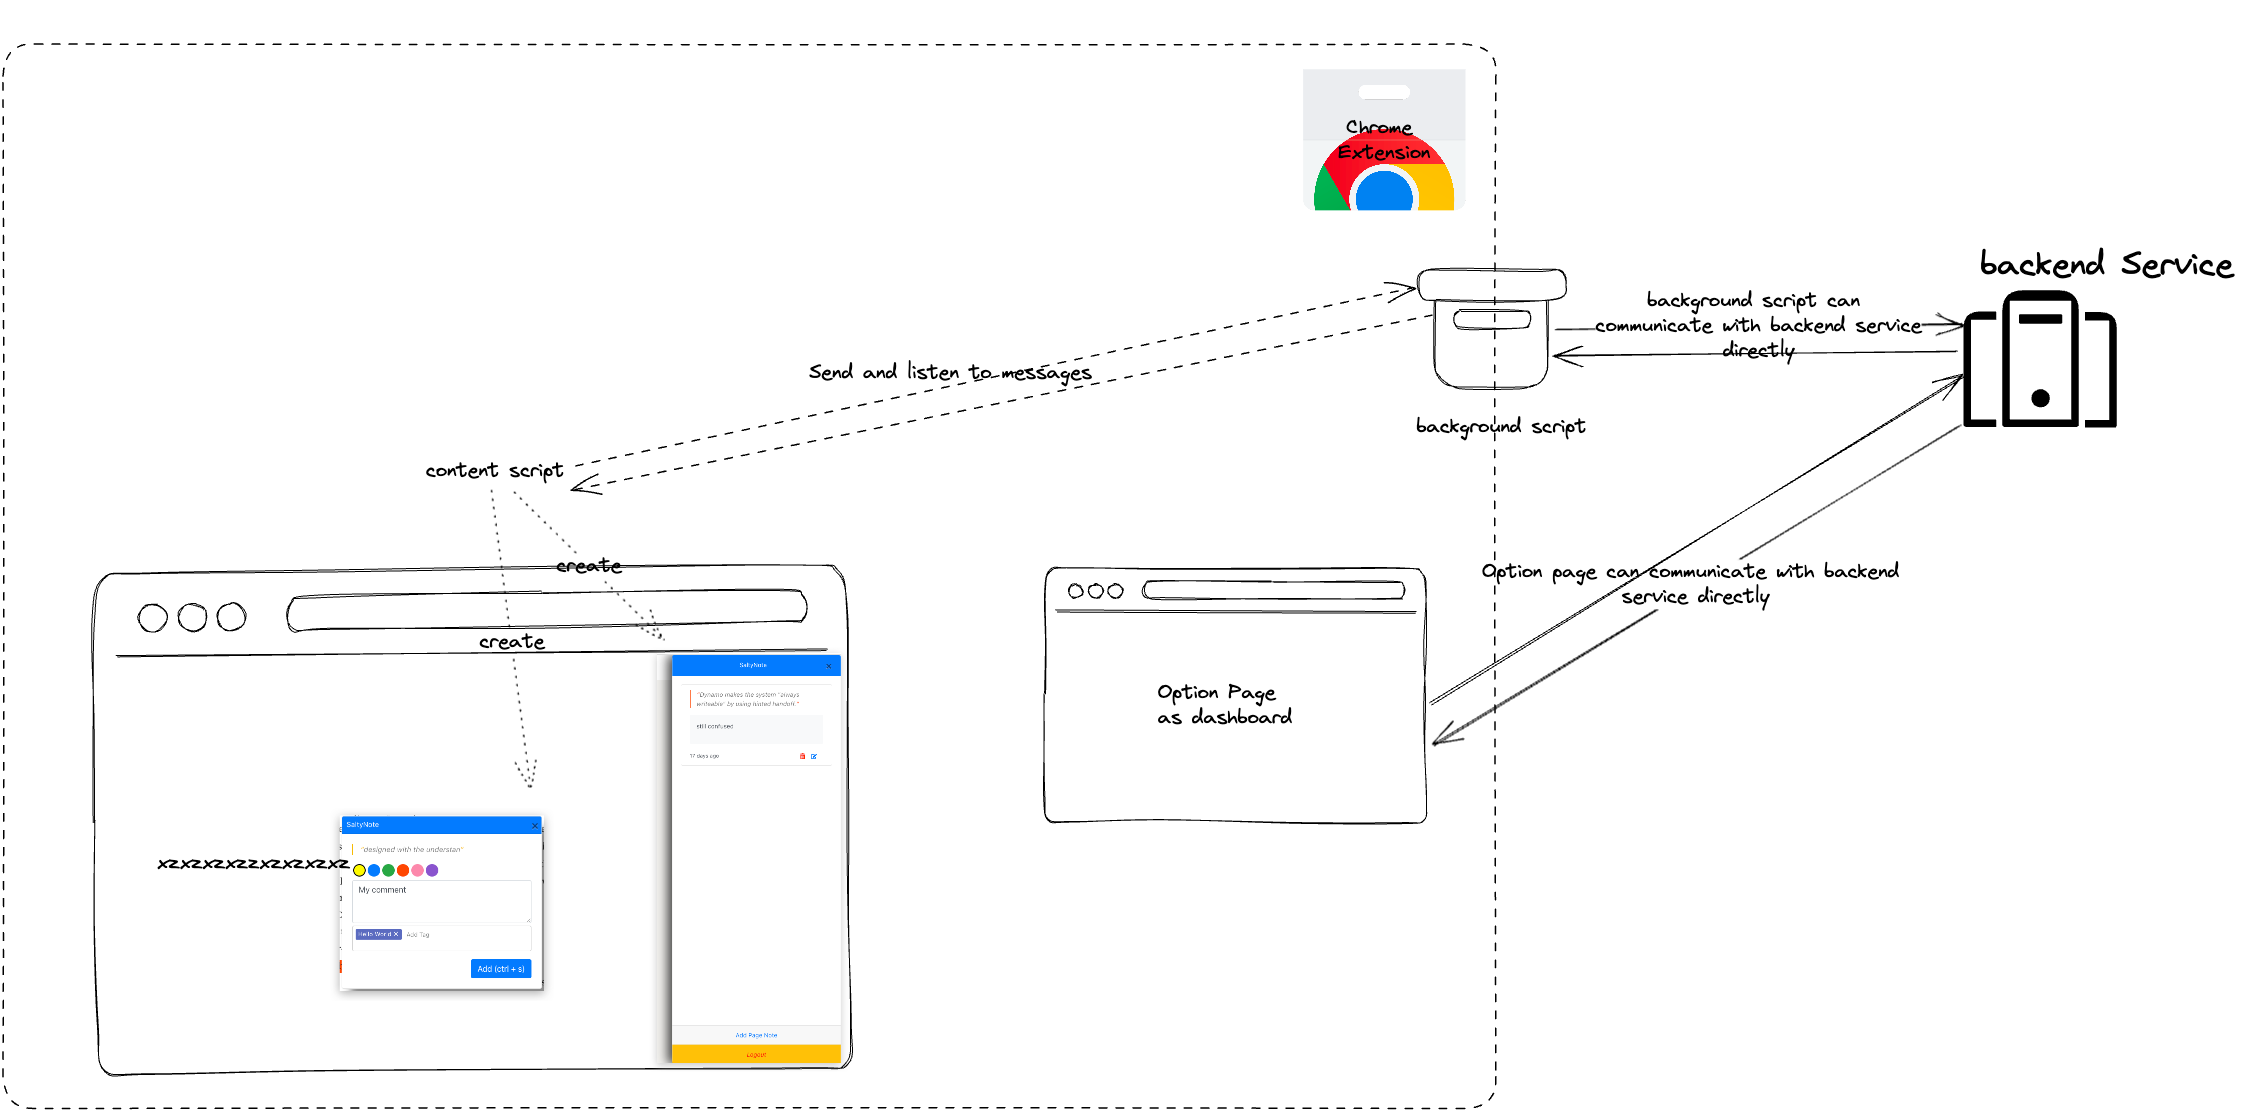 Chrome
Extension
backend Service
background script can
communicate with backend service
directly
Send and listen to messages
background script
content script
create
create
Option page can communicate with backend
service directly
Option Page
as dashboard
SaltyNote
"Dynamo makes the system "always
writeable" by using hinted handoff."
still confused
17 days ago
Add Page Note
Logout
xzxzxzxzzxzxzxzxz
SaltyNote
"designed with the understan"
My comment
Hello World ✕ Add Tag
Add (ctrl + s)